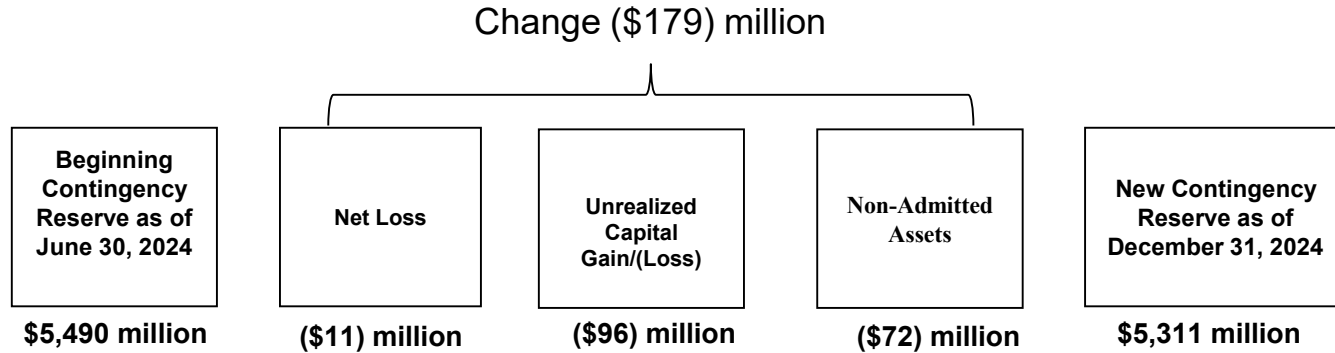 Change ($179) million
Beginning
Contingency
Reserve as of
June 30, 2024
Net Loss
Unrealized
Capital
Gain/(Loss)
Non-Admitted
Assets
New Contingency
Reserve as of
December 31, 2024
$5,490 million
($11) million
($96) million
($72) million
$5,311 million